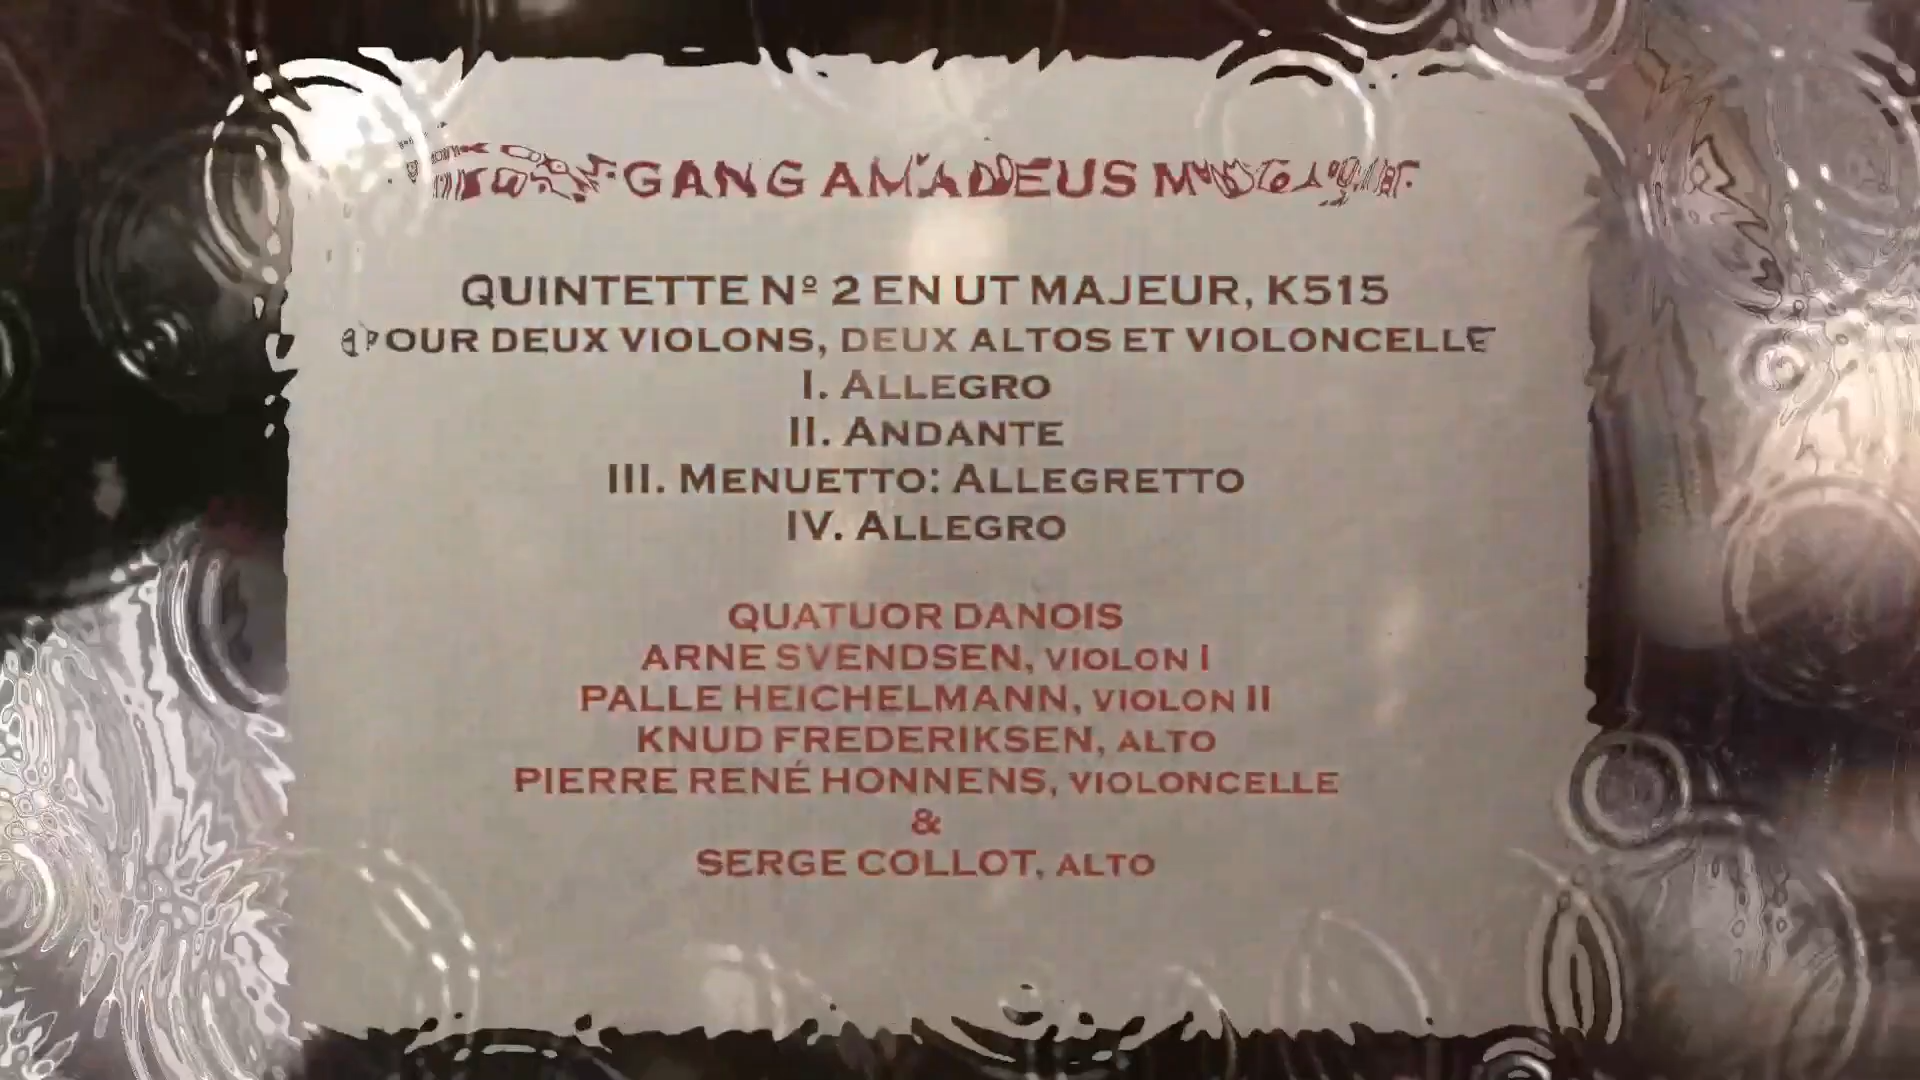 GANG AMADEUS
QUINTETTE Nº 2 EN UT MAJEUR, K515
POUR DEUX VIOLONS, DEUX ALTOS ET VIOLONCELLE
I. ALLEGRO
II. ANDANTE
III. MENUETTO: ALLEGRETTO
IV. ALLEGRO
QUATUOR DANOIS
ARNE SVENDSEN, VIOLON I
PALLE HEICHELMANN, VIOLON II
KNUD FREDERIKSEN, ALTO
PIERRE RENÉ HONNENS, VIOLONCELLE
&
SERGE COLLOT, ALTO